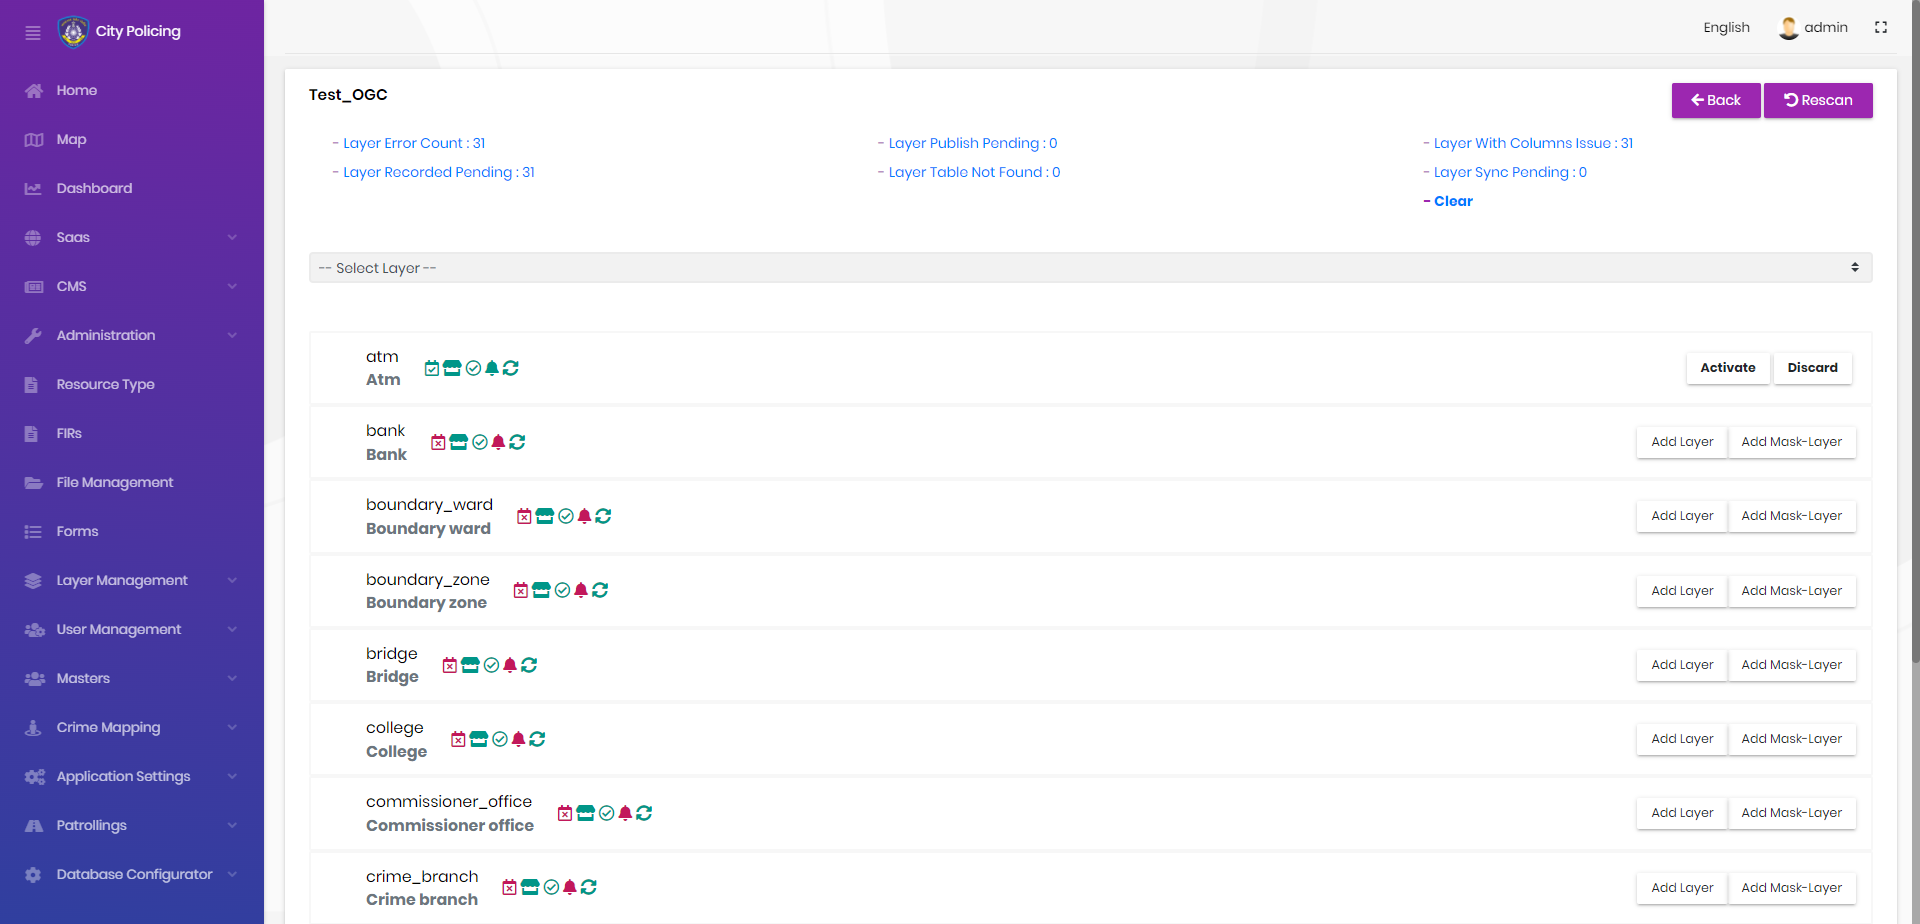 City Policing
English
admin
Home
Map
Dashboard
Saas
CMS
Administration
Resource Type
FIRs
File Management
Forms
Layer Management
User Management
Masters
Crime Mapping
Application Settings
Patrollings
Database Configurator
Test_OGC
Back
Rescan
- Layer Error Count : 31
- Layer Publish Pending : 0
- Layer With Columns Issue : 31
- Layer Recorded Pending : 31
- Layer Table Not Found : 0
- Layer Sync Pending : 0
- Clear
-- Select Layer --
atm
Atm
Activate
Discard
bank
Bank
Add Layer
Add Mask-Layer
boundary_ward
Boundary ward
Add Layer
Add Mask-Layer
boundary_zone
Boundary zone
Add Layer
Add Mask-Layer
bridge
Bridge
Add Layer
Add Mask-Layer
college
College
Add Layer
Add Mask-Layer
commissioner_office
Commissioner office
Add Layer
Add Mask-Layer
crime_branch
Crime branch
Add Layer
Add Mask-Layer